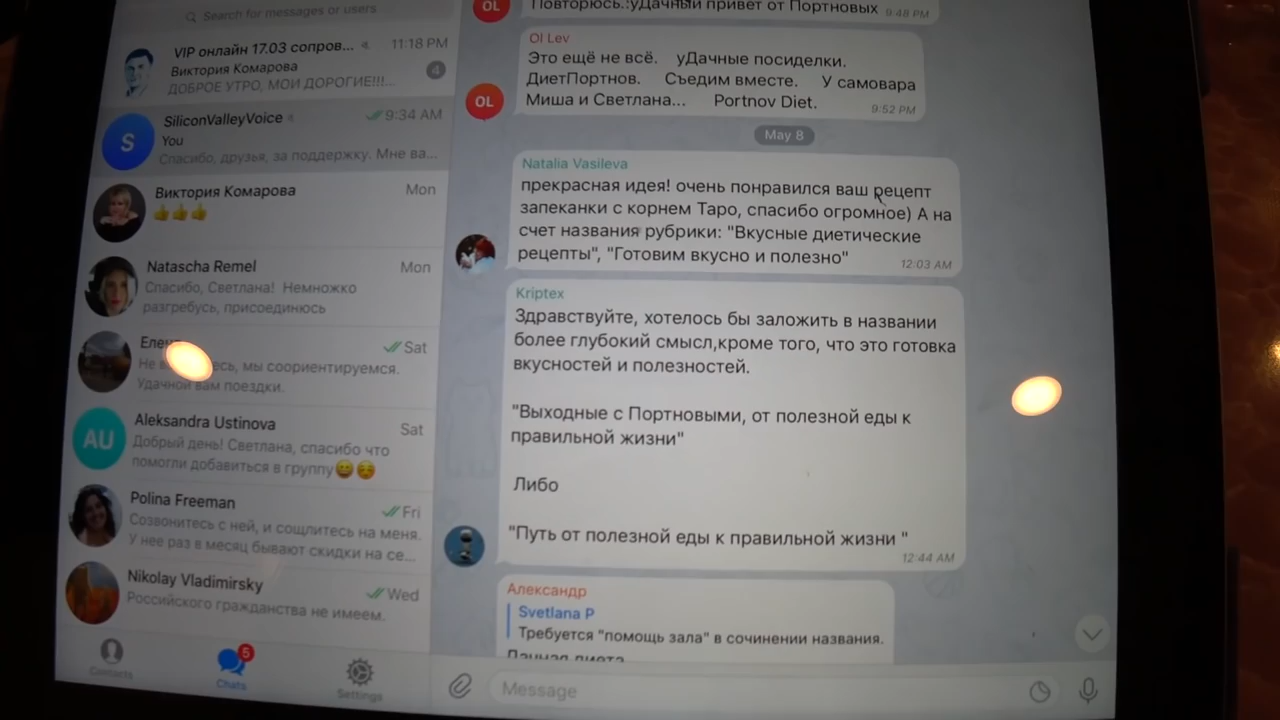 Search for messages or users
VIP онлайн 17.03 сопров...
11:18 PM
Виктория Комарова
ДОБРОЕ УТРО, МОИ ДОРОГИЕ!!!...
4
SiliconValleyVoice
9:34 AM
You
Спасибо, друзья, за поддержку. Мне ва...
S
Виктория Комарова
Mon
Natascha Remel
Mon
Спасибо, Светлана! Немножко
разгребусь, присоединюсь
Sat
мы соориентируемся.
Удачной вам поездки.
AU
Aleksandra Ustinova
Sat
Добрый день! Светлана, спасибо что
помогли добавиться в группу
Polina Freeman
Fri
Созвонитесь с ней, и сощлитесь на меня.
У нее раз в месяц бывают скидки на се...
Nikolay Vladimirsky
Wed
Российского гражданства не имеем.
Contacts
5
Chats
Settings
OL
Повторюсь.:уДачный привет от Портновых
9:48 PM
Ol Lev
Это ещё не всё. уДачные посиделки.
ДиетПортнов. Съедим вместе. У самовара
Миша и Светлана... Portnov Diet.
9:52 PM
OL
May 8
Natalia Vasileva
прекрасная идея! очень понравился ваш рецепт
запеканки с корнем Таро, спасибо огромное) А на
счет названия рубрики: "Вкусные диетические
рецепты", "Готовим вкусно и полезно"
12:03 AM
Kriptex
Здравствуйте, хотелось бы заложить в названии
более глубокий смысл,кроме того, что это готовка
вкусностей и полезностей.
"Выходные с Портновыми, от полезной еды к
правильной жизни"
Либо
"Путь от полезной еды к правильной жизни "
12:44 AM
Александр
Svetlana P
Требуется "помощь зала" в сочинении названия.
Message